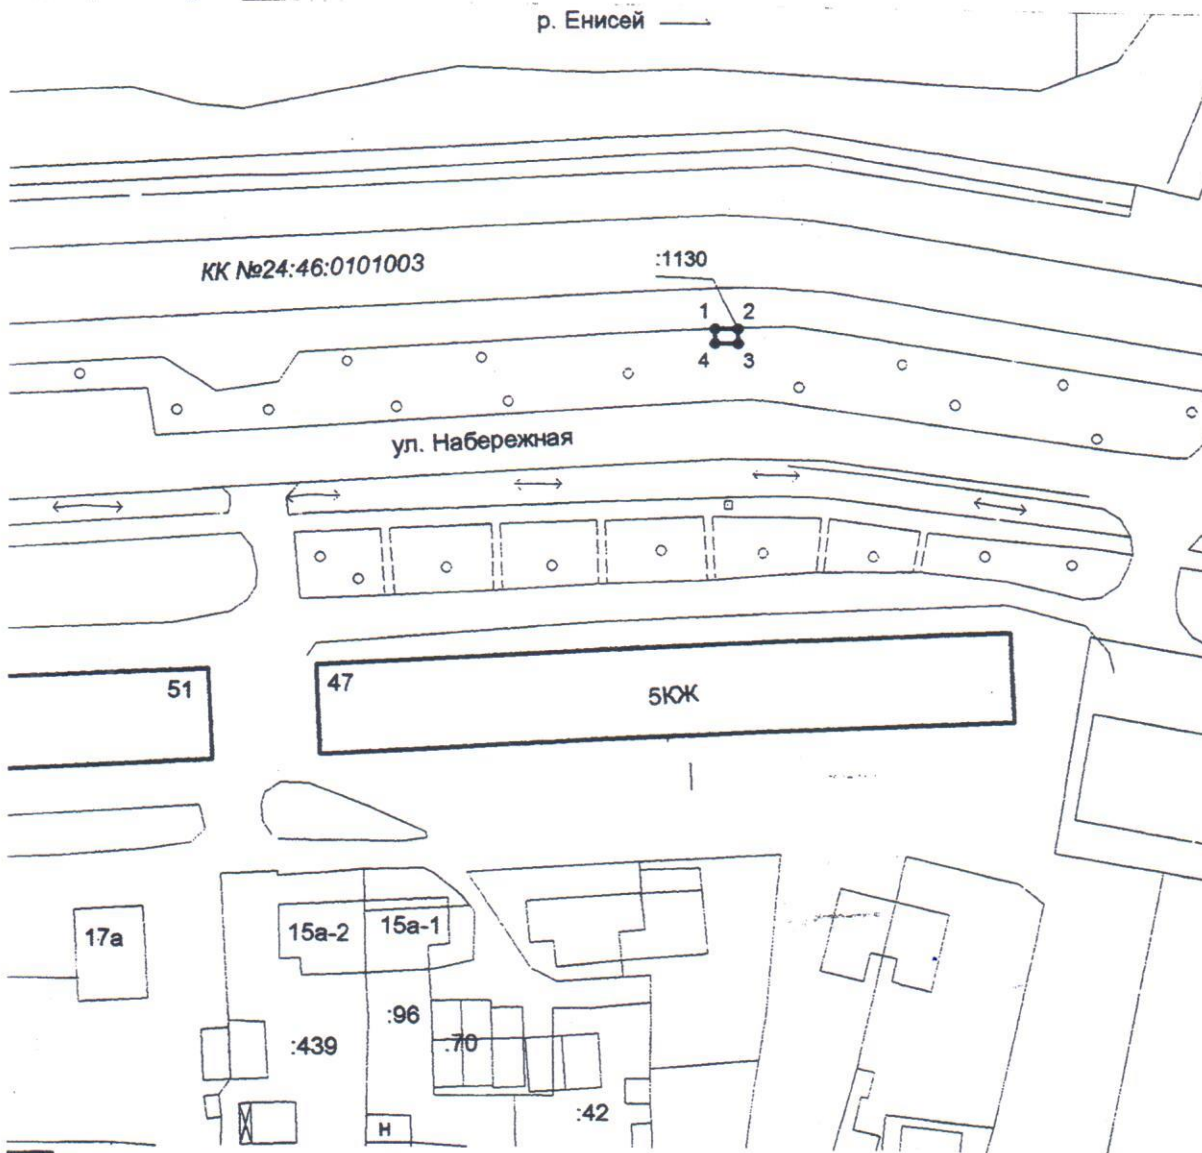 р. Енисей
КК №24:46:0101003
:1130
1 2
4 3
ул. Набережная
51
47
5КЖ
17а
15а-2
15а-1
:96
:439
:70
:42
н